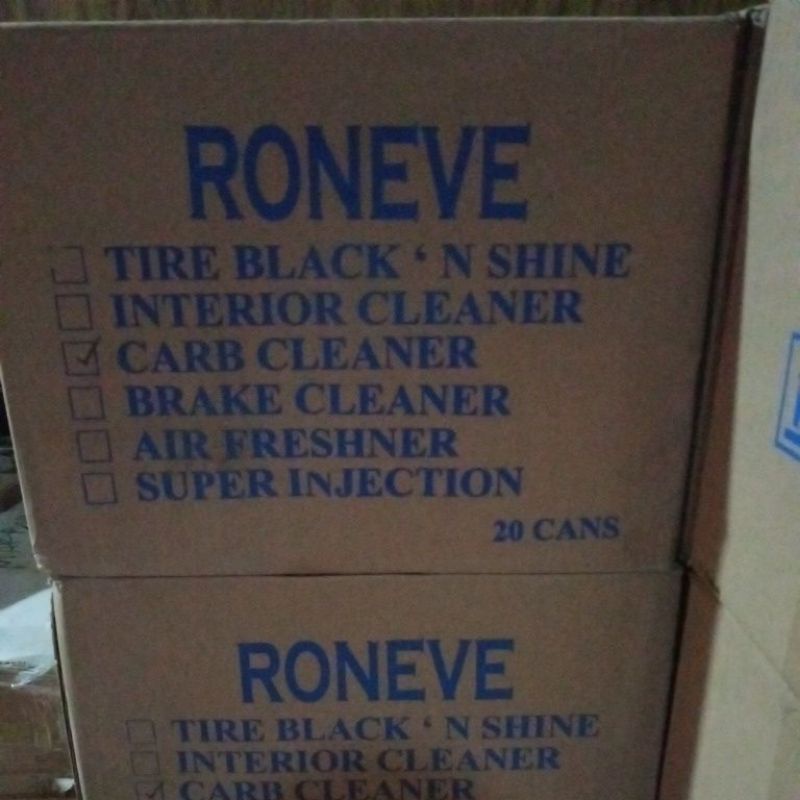 RONEVE
TIRE BLACK ‘ N SHINE
INTERIOR CLEANER
CARB CLEANER
BRAKE CLEANER
AIR FRESHNER
SUPER INJECTION
20 CANS
RONEVE
TIRE BLACK ‘ N SHINE
INTERIOR CLEANER
CARB CLEANER